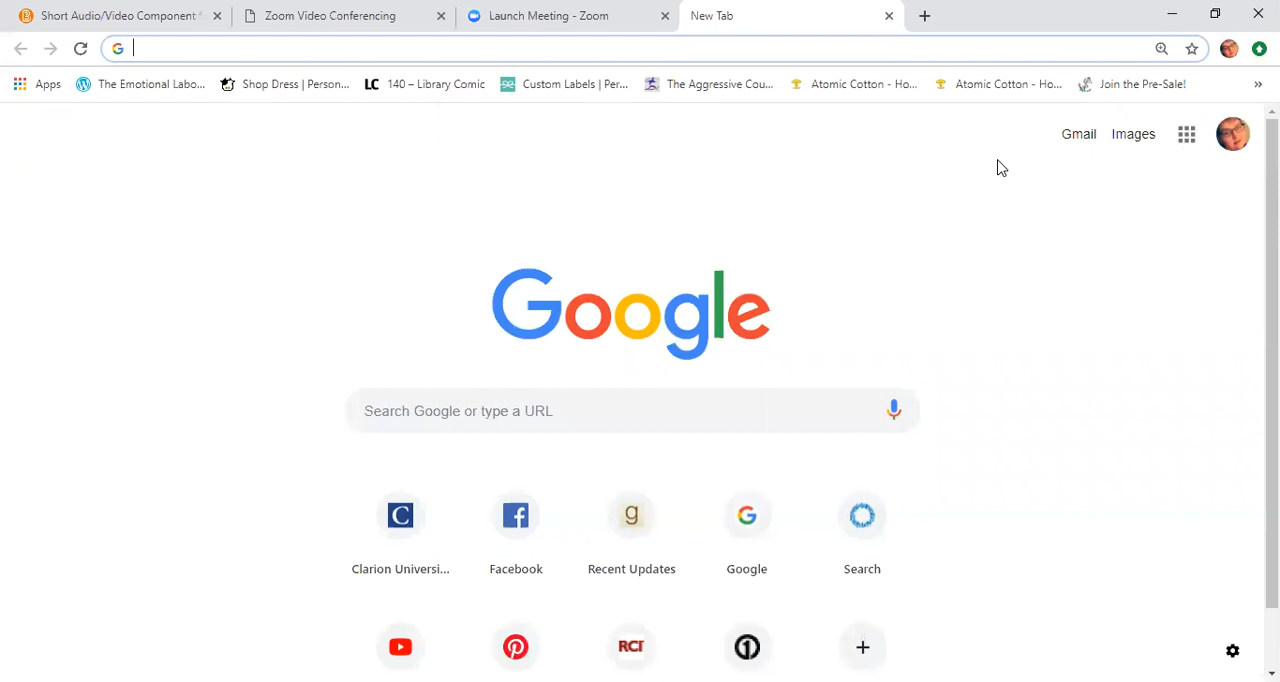 Short Audio/Video Component
Zoom Video Conferencing
Launch Meeting - Zoom
New Tab
Apps
The Emotional Labo...
Shop Dress | Person...
LC 140 – Library Comic
Custom Labels | Per...
The Aggressive Cou...
Atomic Cotton - Ho...
Atomic Cotton - Ho...
Join the Pre-Sale!
»
Gmail Images
Google
Search Google or type a URL
C
g
G
Clarion Universi...
Facebook
Recent Updates
Google
Search
RCI
1